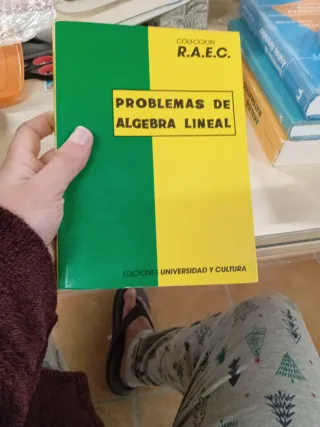 COLECCION
R.A.E.C.
PROBLEMAS DE
ALGEBRA LINEAL
EDICIONES UNIVERSIDAD Y CULTURA